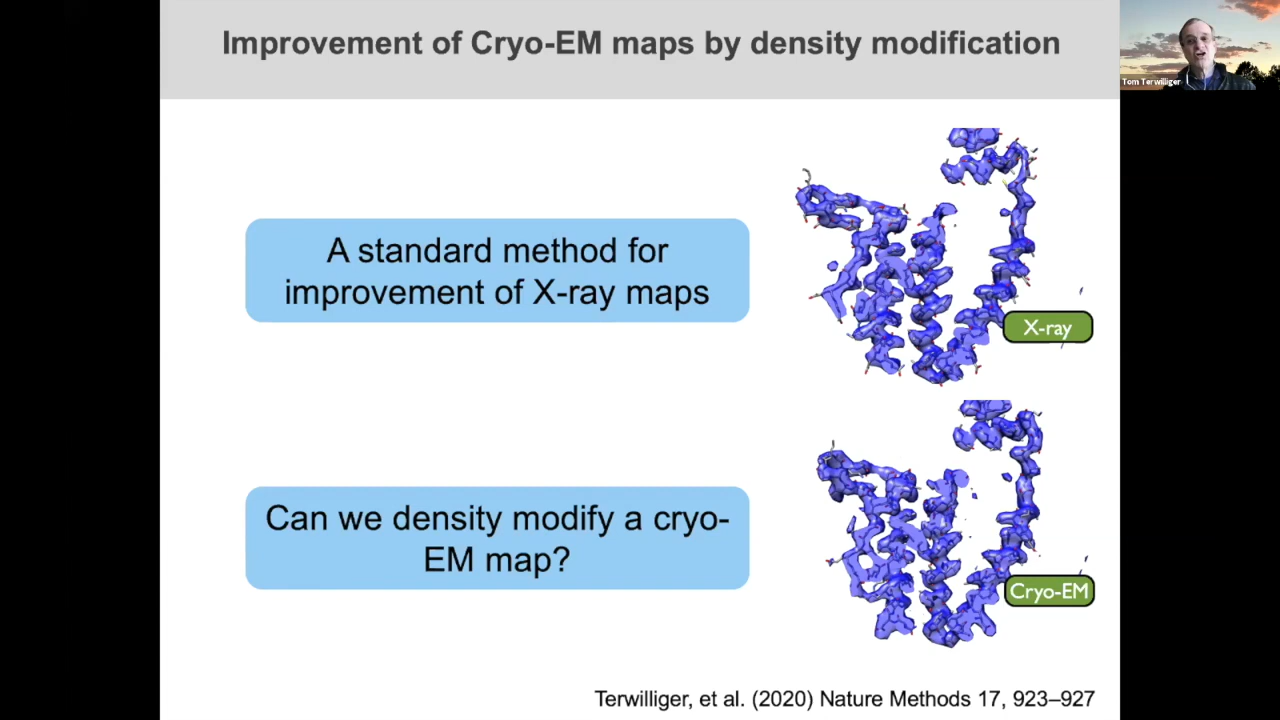 Improvement of Cryo-EM maps by density modification
Tom Terwilliger
A standard method for
improvement of X-ray maps
X-ray
Can we density modify a cryo-
EM map?
Cryo-EM
Terwilliger, et al. (2020) Nature Methods 17, 923–927